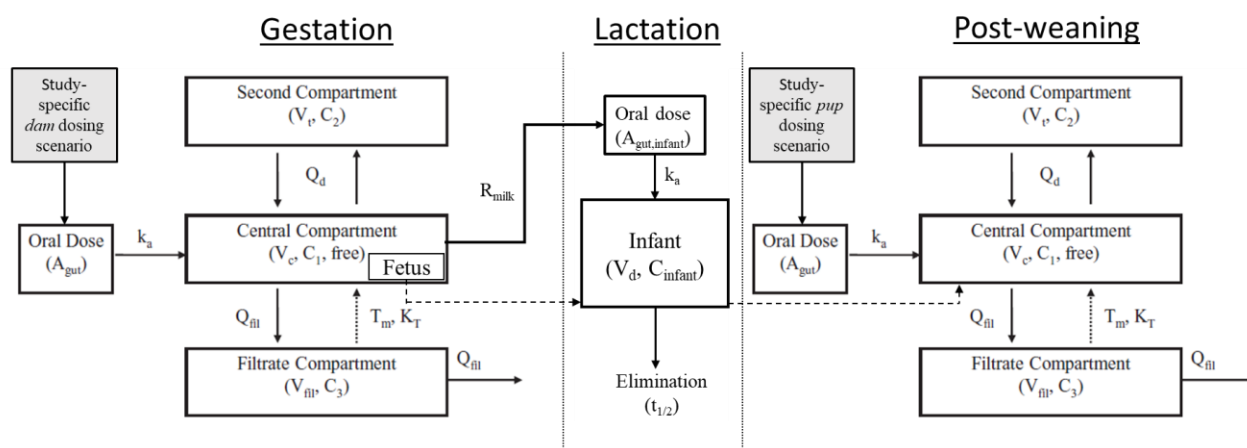 Gestation
Study-
specific
dam dosing
scenario
Second Compartment
(Vt, C2)
Qd
Oral Dose
(Agut)
ka
Central Compartment
(Vc, C1, free)
Fetus
Qfil
Tm, KT
Filtrate Compartment
(Vfil, C3)
Qfil
Rmilk
Lactation
Oral dose
(Agut,infant)
ka
Infant
(Vd, Cinfant)
Elimination
(t1/2)
Post-weaning
Study-
specific pup
dosing
scenario
Second Compartment
(Vt, C2)
Qd
Oral Dose
(Agut)
ka
Central Compartment
(Vc, C1, free)
Qfil
Tm, KT
Filtrate Compartment
(Vfil, C3)
Qfil